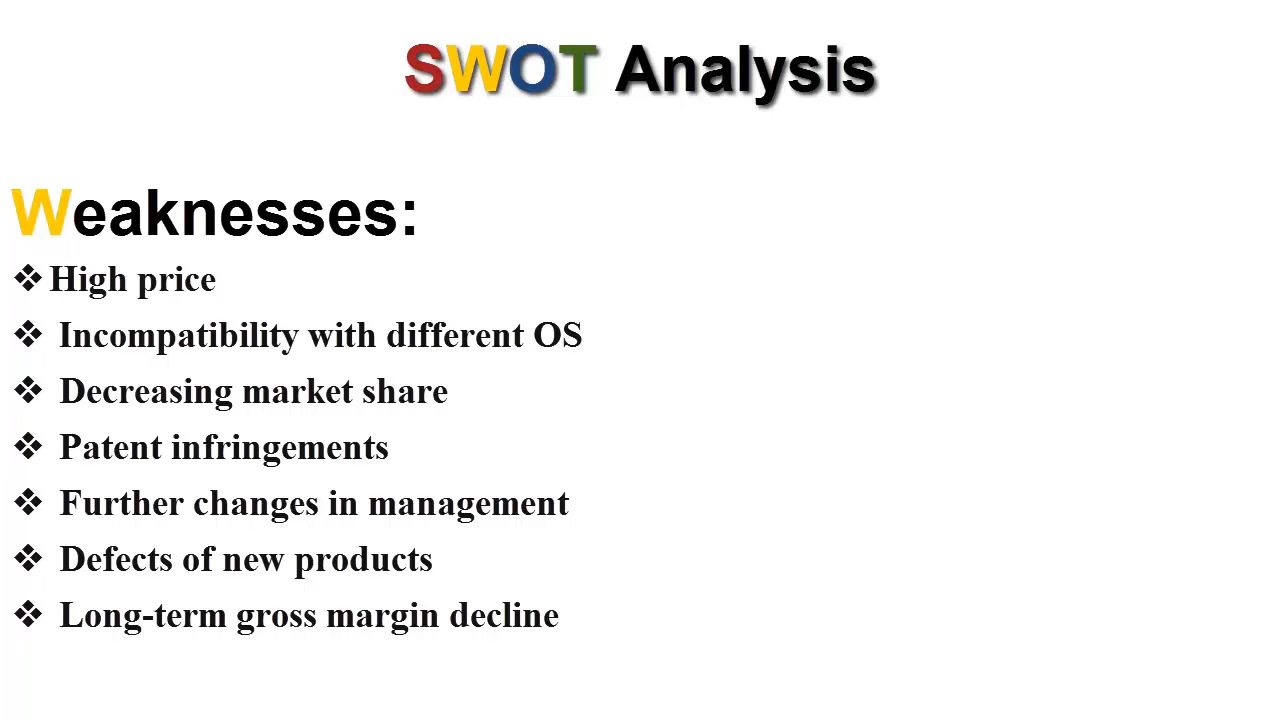 SWOT Analysis
Weaknesses:
❖ High price
❖ Incompatibility with different OS
❖ Decreasing market share
❖ Patent infringements
❖ Further changes in management
❖ Defects of new products
❖ Long-term gross margin decline